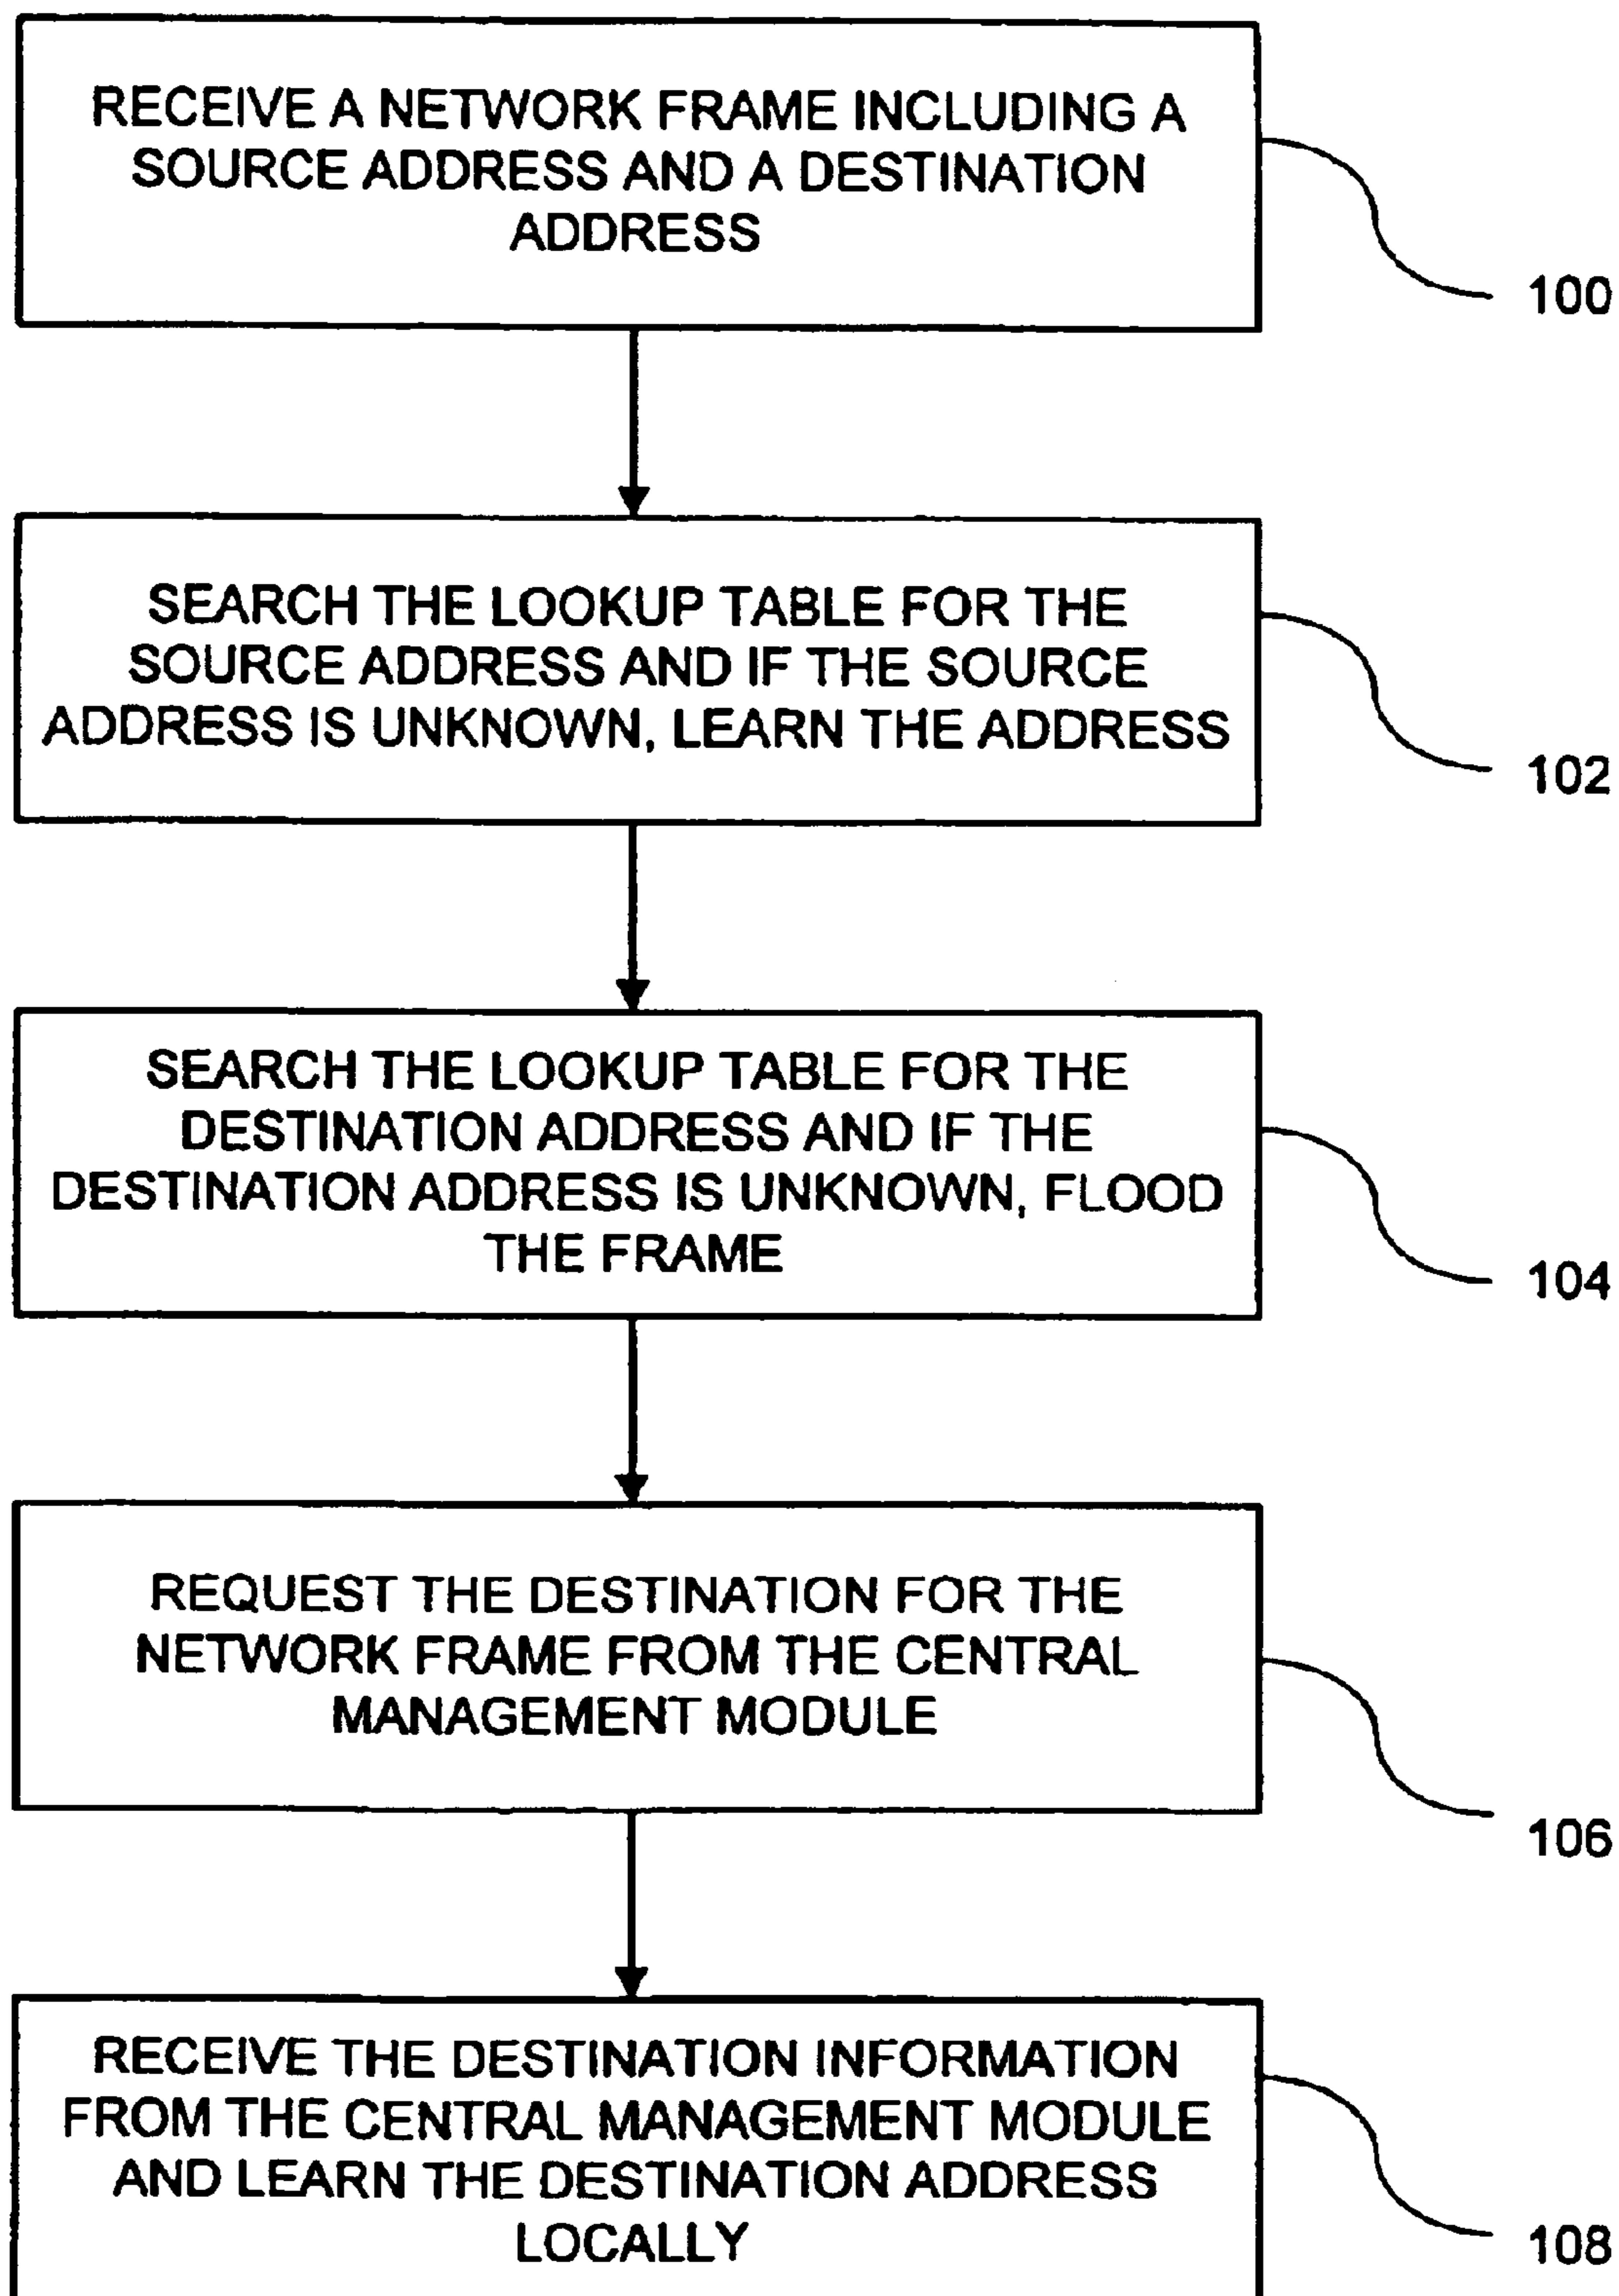 RECEIVE A NETWORK FRAME INCLUDING A
SOURCE ADDRESS AND A DESTINATION
ADDRESS
100
SEARCH THE LOOKUP TABLE FOR THE
SOURCE ADDRESS AND IF THE SOURCE
ADDRESS IS UNKNOWN, LEARN THE ADDRESS
102
SEARCH THE LOOKUP TABLE FOR THE
DESTINATION ADDRESS AND IF THE
DESTINATION ADDRESS IS UNKNOWN, FLOOD
THE FRAME
104
REQUEST THE DESTINATION FOR THE
NETWORK FRAME FROM THE CENTRAL
MANAGEMENT MODULE
106
RECEIVE THE DESTINATION INFORMATION
FROM THE CENTRAL MANAGEMENT MODULE
AND LEARN THE DESTINATION ADDRESS
LOCALLY
108